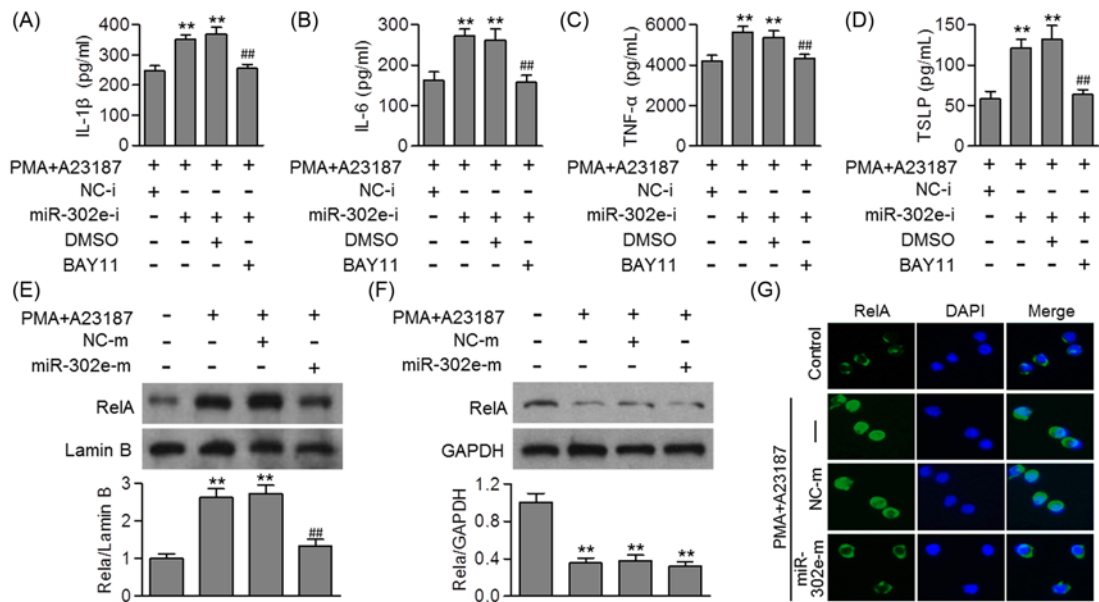 (A)
IL-1β (pg/ml)
400
300
200
100
0
** **
##
PMA+A23187 + + + +
NC-i + - - -
miR-302e-i - + + +
DMSO - - + -
BAY11 - - - +
(B)
IL-6 (pg/ml)
300
200
100
0
** **
##
PMA+A23187 + + + +
NC-i + - - -
miR-302e-i - + + +
DMSO - - + -
BAY11 - - - +
(C)
TNF-α (pg/mL)
6000
4000
2000
0
** **
##
PMA+A23187 + + + +
NC-i + - - -
miR-302e-i - + + +
DMSO - - + -
BAY11 - - - +
(D)
TSLP (pg/mL)
150
100
50
0
** **
##
PMA+A23187 + + + +
NC-i + - - -
miR-302e-i - + + +
DMSO - - + -
BAY11 - - - +
(E)
PMA+A23187 - + + +
NC-m - - + -
miR-302e-m - - - +
RelA
Lamin B
Rela/Lamin B
3
2
1
0
** **
##
(F)
PMA+A23187 - + + +
NC-m - - + -
miR-302e-m - - - +
RelA
GAPDH
Rela/GAPDH
1.2
0.8
0.4
0.0
** ** **
(G)
RelA DAPI Merge
Control
PMA+A23187
—
NC-m
miR-
302e-m